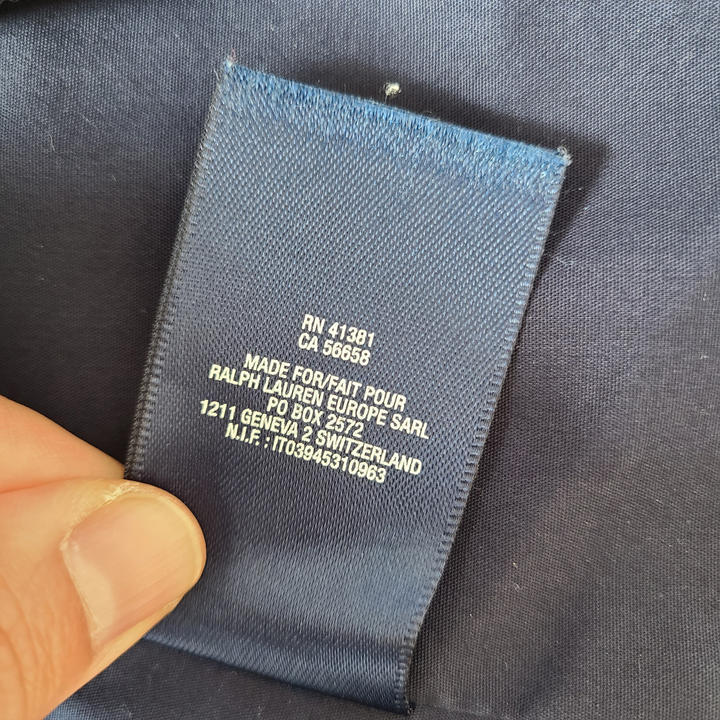 RN 41381
CA 56658
MADE FOR/FAIT POUR
RALPH LAUREN EUROPE SARL
PO BOX 2572
1211 GENEVA 2 SWITZERLAND
N.I.F. : IT03945310963